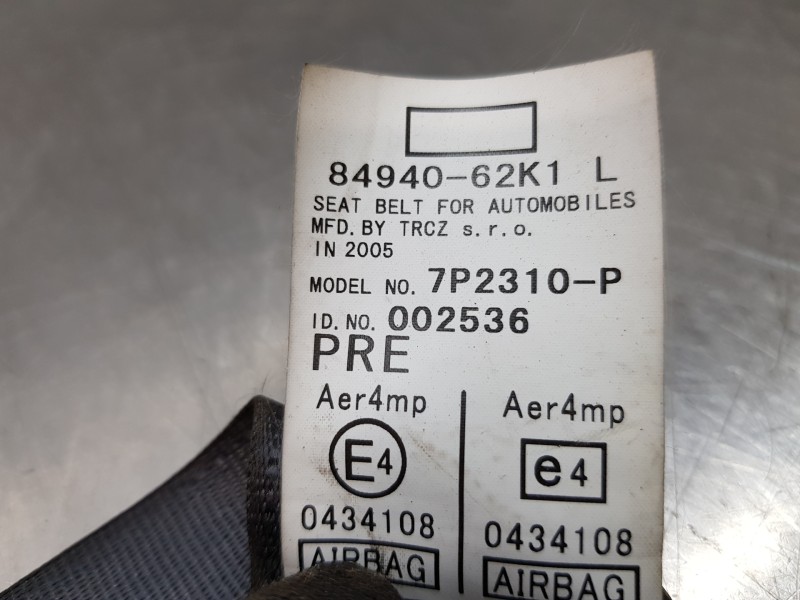 84940-62K1 L
SEAT BELT FOR AUTOMOBILES
MFD. BY TRCZ s.r.o.
IN 2005
MODEL NO. 7P2310-P
ID. NO. 002536
PRE
Aer4mp
E4
0434108
AIRBAG
Aer4mp
e4
0434108
AIRBAG